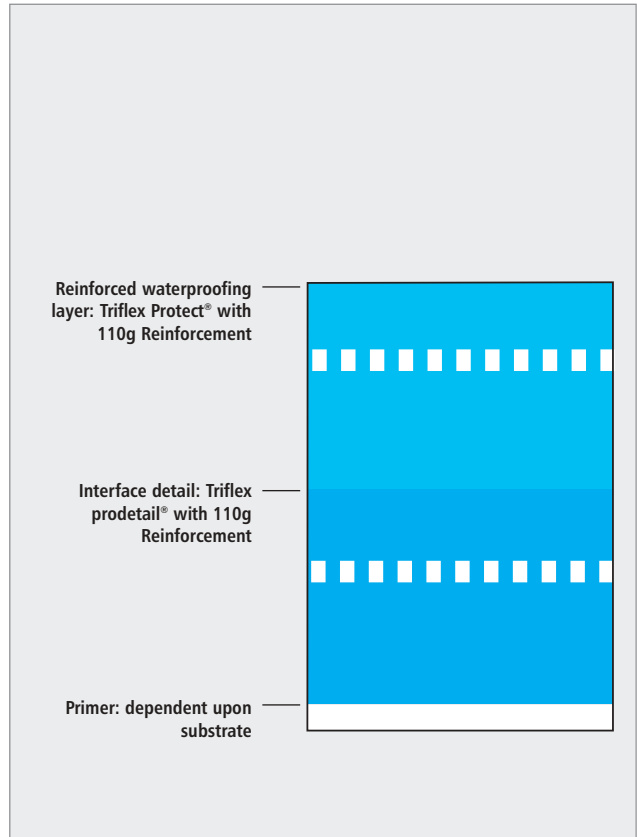 Reinforced waterproofing
layer: Triflex Protect® with
110g Reinforcement
Interface detail: Triflex
prodetail® with 110g
Reinforcement
Primer: dependent upon
substrate